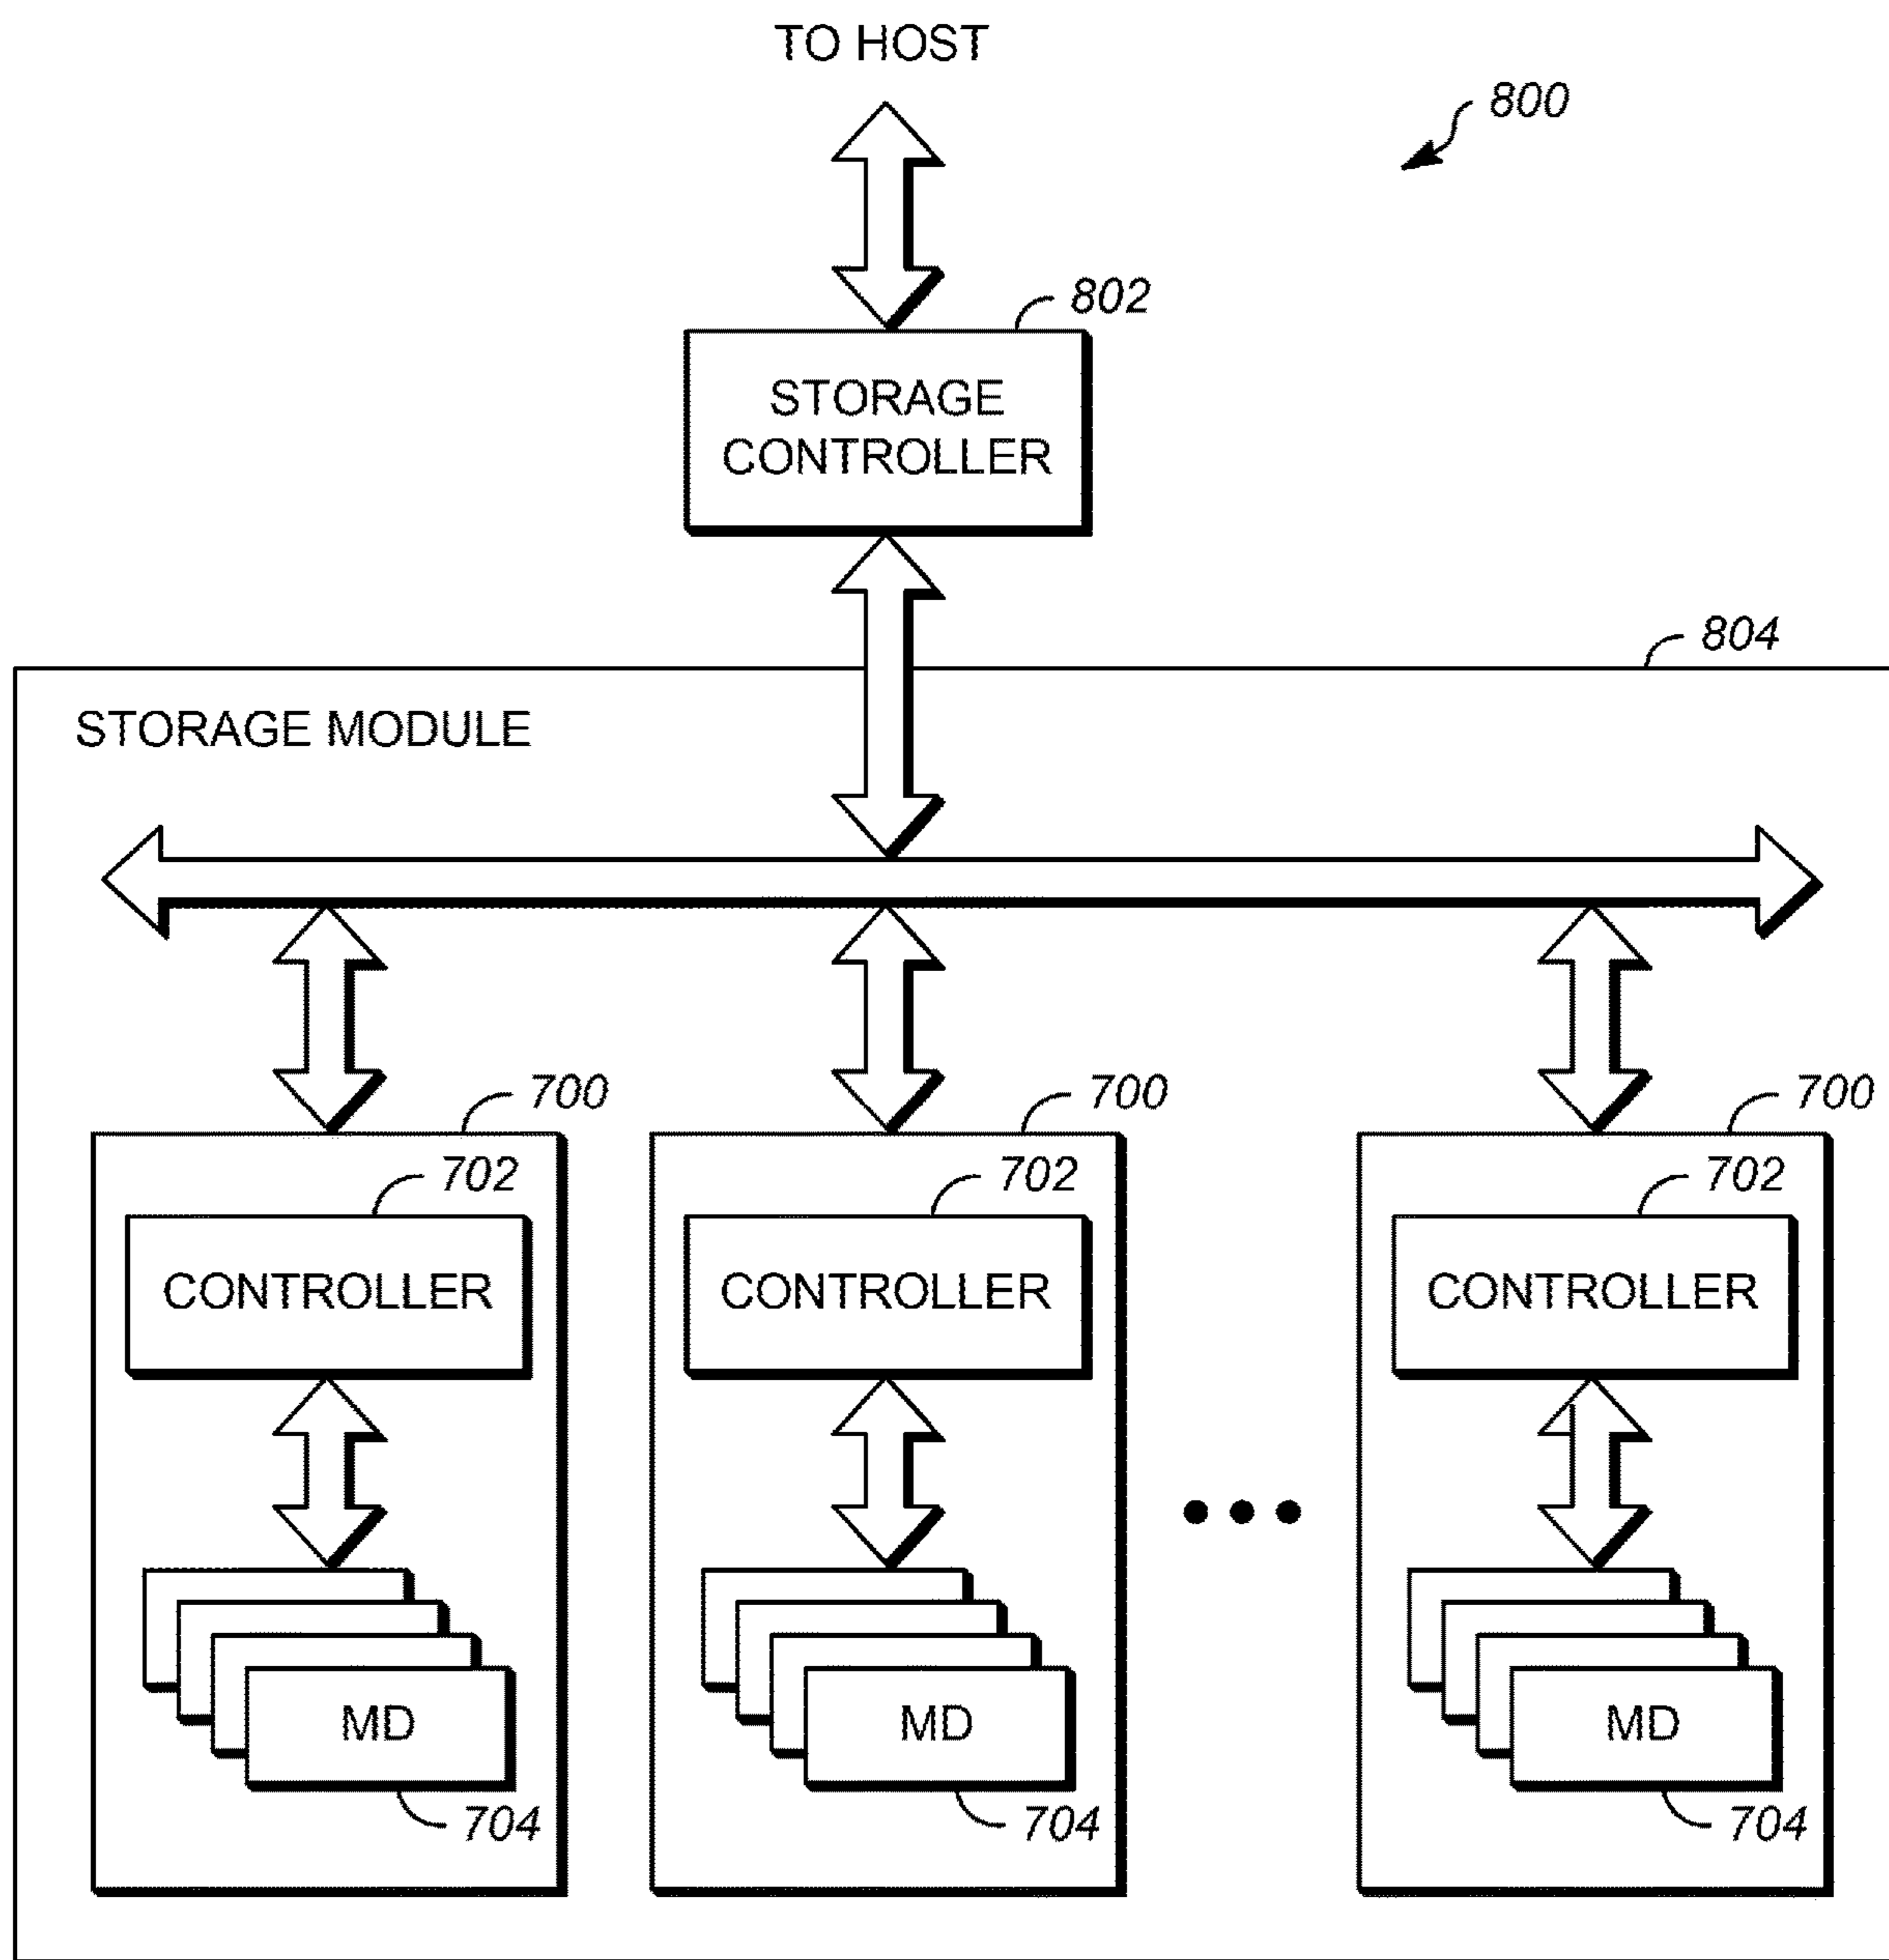 TO HOST
800
802
STORAGE
CONTROLLER
804
STORAGE MODULE
700
700
700
702
702
702
CONTROLLER
CONTROLLER
CONTROLLER
MD
MD
MD
704
704
704